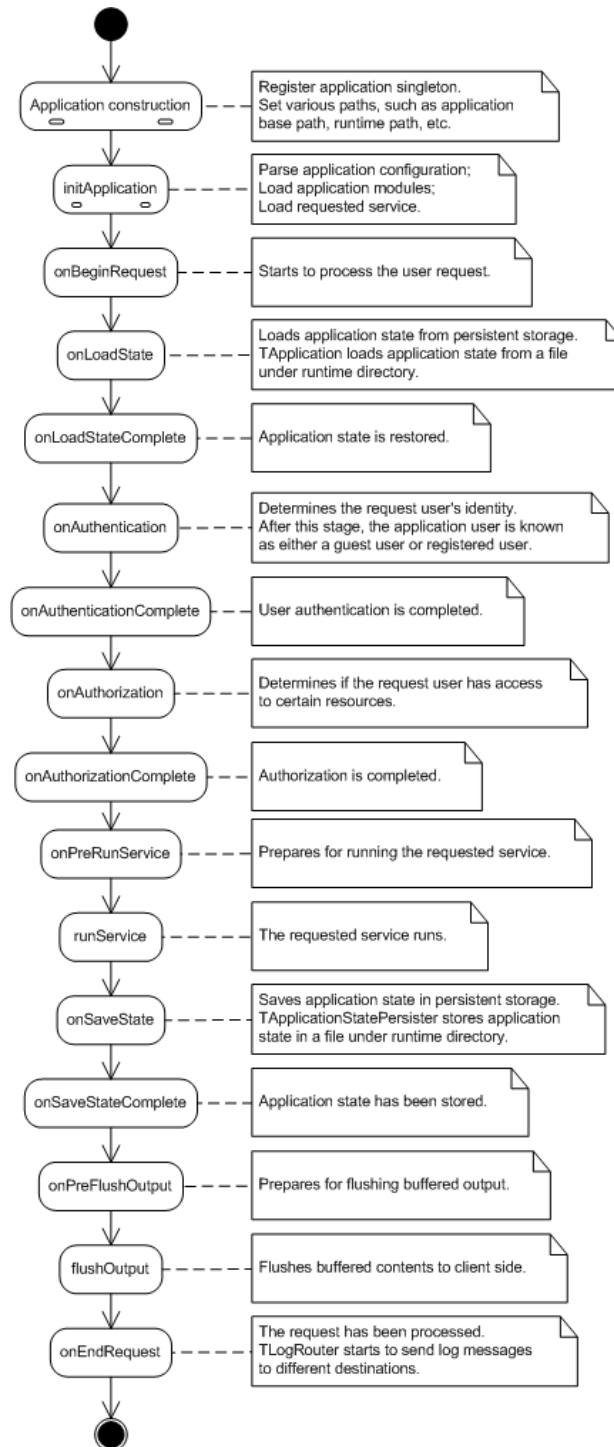 Application construction
Register application singleton.
Set various paths, such as application
base path, runtime path, etc.
initApplication
Parse application configuration;
Load application modules;
Load requested service.
onBeginRequest
Starts to process the user request.
onLoadState
Loads application state from persistent storage.
TApplication loads application state from a file
under runtime directory.
onLoadStateComplete
Application state is restored.
onAuthentication
Determines the request user's identity.
After this stage, the application user is known
as either a guest user or registered user.
onAuthenticationComplete
User authentication is completed.
onAuthorization
Determines if the request user has access
to certain resources.
onAuthorizationComplete
Authorization is completed.
onPreRunService
Prepares for running the requested service.
runService
The requested service runs.
onSaveState
Saves application state in persistent storage.
TApplicationStatePersister stores application
state in a file under runtime directory.
onSaveStateComplete
Application state has been stored.
onPreFlushOutput
Prepares for flushing buffered output.
flushOutput
Flushes buffered contents to client side.
onEndRequest
The request has been processed.
TLogRouter starts to send log messages
to different destinations.